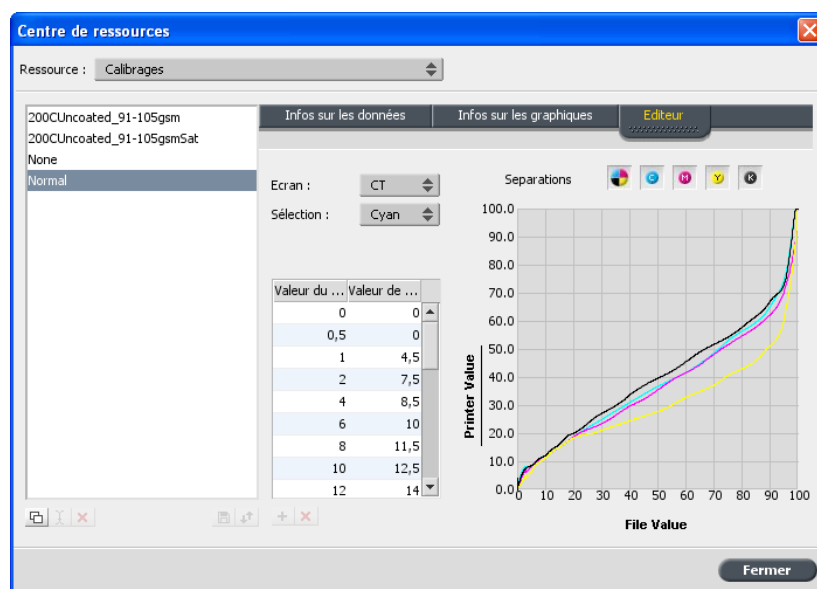 Centre de ressources
Ressource : Calibrages
200CUncoated_91-105gsm
200CUncoated_91-105gsmSat
None
Normal
Infos sur les données Infos sur les graphiques Editeur
Ecran : CT
Sélection : Cyan
Valeur du ... Valeur de ...
0 0
0,5 0
1 4,5
2 7,5
4 8,5
6 10
8 11,5
10 12,5
12 14
Separations C M Y K
100.0
90.0
80.0
70.0
60.0
50.0
40.0
30.0
20.0
10.0
0.0
Printer Value
0 10 20 30 40 50 60 70 80 90 100
File Value
Fermer